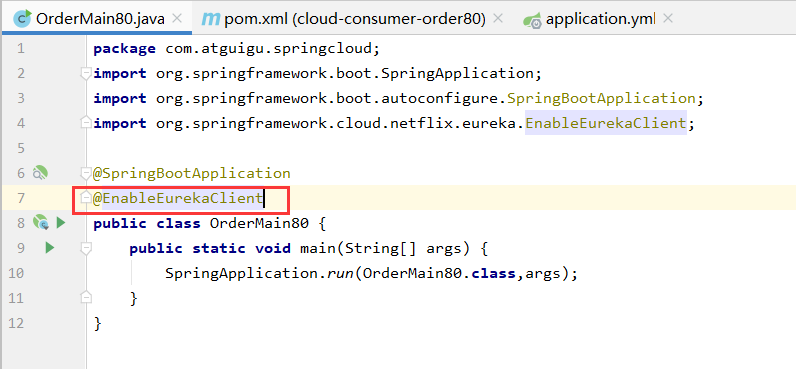 OrderMain80.java pom.xml (cloud-consumer-order80) application.yml
1 package com.atguigu.springcloud;
2 import org.springframework.boot.SpringApplication;
3 import org.springframework.boot.autoconfigure.SpringBootApplication;
4 import org.springframework.cloud.netflix.eureka.EnableEurekaClient;
5
6 @SpringBootApplication
7 @EnableEurekaClient
8 public class OrderMain80 {
9 public static void main(String[] args) {
10 SpringApplication.run(OrderMain80.class,args);
11 }
12 }